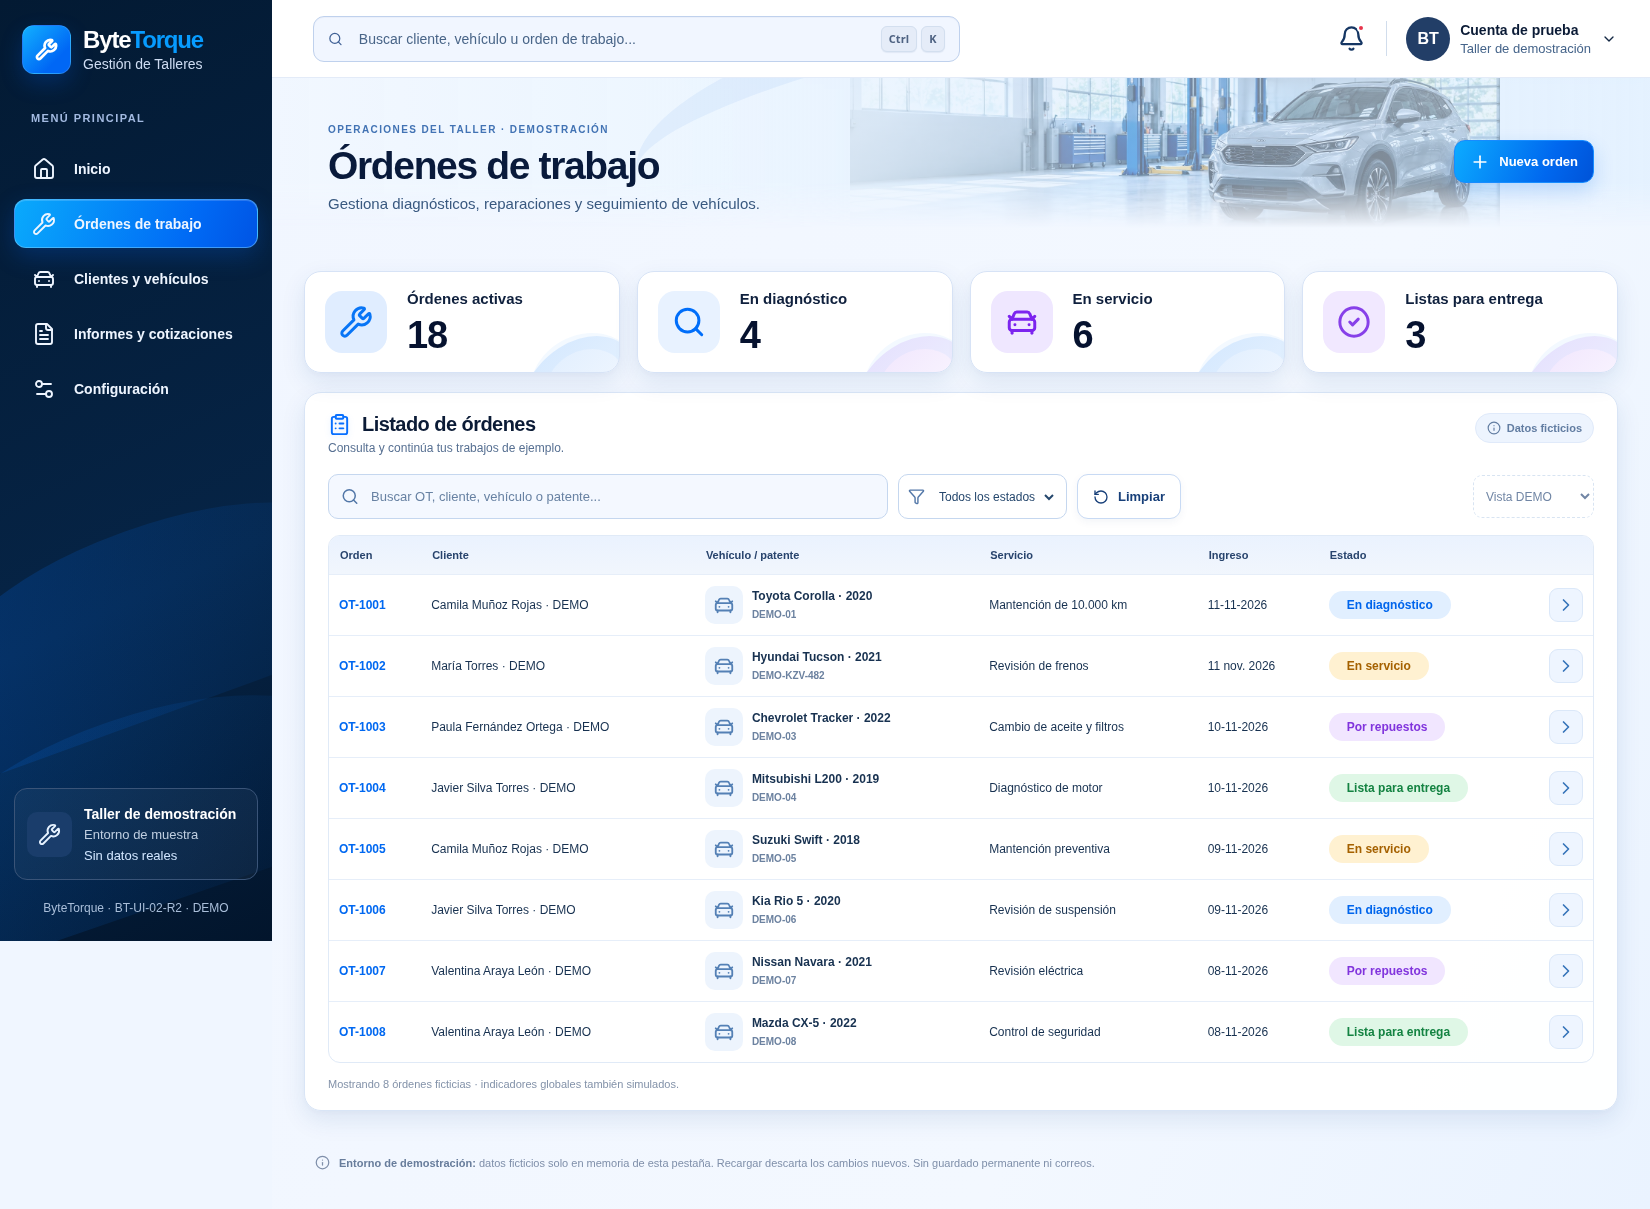 ByteTorque
Gestión de Talleres
MENÚ PRINCIPAL
Inicio
Órdenes de trabajo
Clientes y vehículos
Informes y cotizaciones
Configuración
Taller de demostración
Entorno de muestra
Sin datos reales
ByteTorque · BT-UI-02-R2 · DEMO
Buscar cliente, vehículo u orden de trabajo... Ctrl K
BT
Cuenta de prueba
Taller de demostración
OPERACIONES DEL TALLER · DEMOSTRACIÓN
Órdenes de trabajo
Gestiona diagnósticos, reparaciones y seguimiento de vehículos.
Nueva orden
Órdenes activas
18
En diagnóstico
4
En servicio
6
Listas para entrega
3
Listado de órdenes
Consulta y continúa tus trabajos de ejemplo.
Datos ficticios
Buscar OT, cliente, vehículo o patente...
Todos los estados
Limpiar
Vista DEMO
Orden Cliente Vehículo / patente Servicio Ingreso Estado
OT-1001 Camila Muñoz Rojas · DEMO Toyota Corolla · 2020 Mantención de 10.000 km 11-11-2026 En diagnóstico
DEMO-01
OT-1002 María Torres · DEMO Hyundai Tucson · 2021 Revisión de frenos 11 nov. 2026 En servicio
DEMO-KZV-482
OT-1003 Paula Fernández Ortega · DEMO Chevrolet Tracker · 2022 Cambio de aceite y filtros 10-11-2026 Por repuestos
DEMO-03
OT-1004 Javier Silva Torres · DEMO Mitsubishi L200 · 2019 Diagnóstico de motor 10-11-2026 Lista para entrega
DEMO-04
OT-1005 Camila Muñoz Rojas · DEMO Suzuki Swift · 2018 Mantención preventiva 09-11-2026 En servicio
DEMO-05
OT-1006 Javier Silva Torres · DEMO Kia Rio 5 · 2020 Revisión de suspensión 09-11-2026 En diagnóstico
DEMO-06
OT-1007 Valentina Araya León · DEMO Nissan Navara · 2021 Revisión eléctrica 08-11-2026 Por repuestos
DEMO-07
OT-1008 Valentina Araya León · DEMO Mazda CX-5 · 2022 Control de seguridad 08-11-2026 Lista para entrega
DEMO-08
Mostrando 8 órdenes ficticias · indicadores globales también simulados.
Entorno de demostración: datos ficticios solo en memoria de esta pestaña. Recargar descarta los cambios nuevos. Sin guardado permanente ni correos.